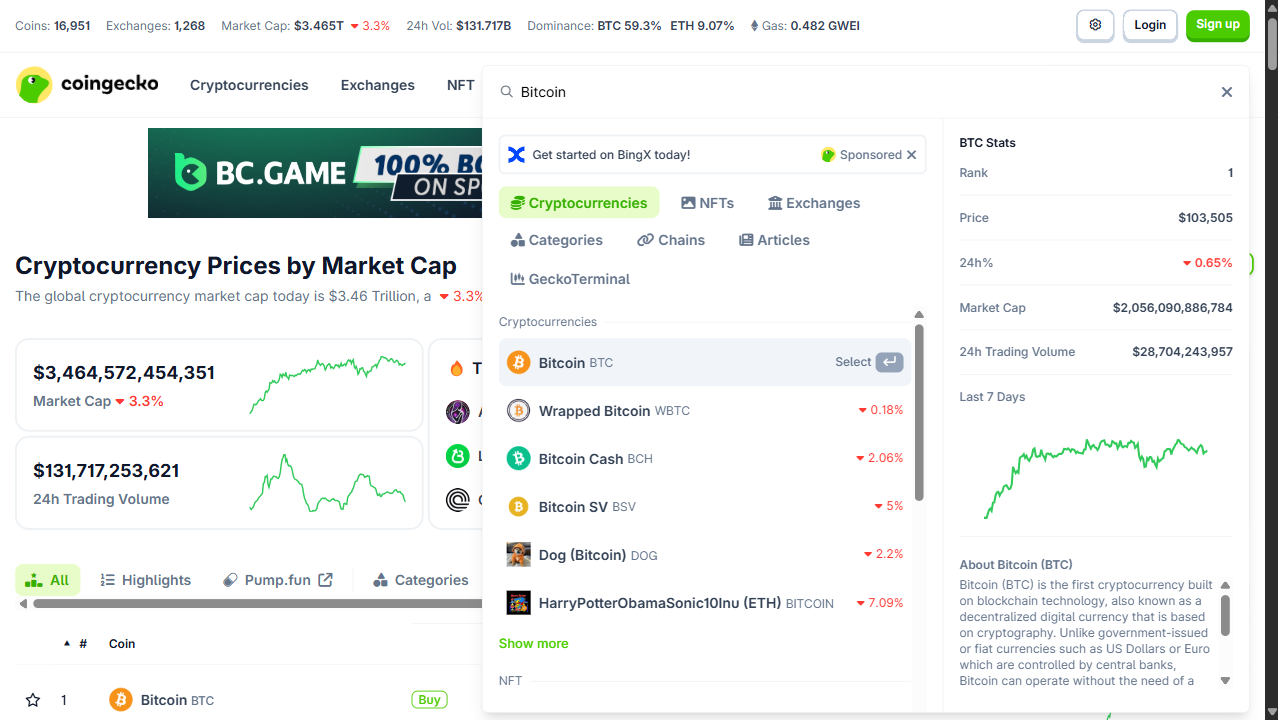 Coins: 16,951 Exchanges: 1,268 Market Cap: $3.465T 3.3% 24h Vol: $131.717B Dominance: BTC 59.3% ETH 9.07% Gas: 0.482 GWEI
Login
Sign up
coingecko
Cryptocurrencies
Exchanges
NFT
Bitcoin
BC.GAME
100%
ON
Get started on BingX today!
Sponsored
Cryptocurrencies
NFTs
Exchanges
Categories
Chains
Articles
GeckoTerminal
Cryptocurrencies
Bitcoin BTC
Select
Wrapped Bitcoin WBTC
0.18%
Bitcoin Cash BCH
2.06%
Bitcoin SV BSV
5%
Dog (Bitcoin) DOG
2.2%
HarryPotterObamaSonic10Inu (ETH) BITCOIN
7.09%
Show more
NFT
BTC Stats
Rank
1
Price
$103,505
24h%
0.65%
Market Cap
$2,056,090,886,784
24h Trading Volume
$28,704,243,957
Last 7 Days
About Bitcoin (BTC)
Bitcoin (BTC) is the first cryptocurrency built
on blockchain technology, also known as a
decentralized digital currency that is based
on cryptography. Unlike government-issued
or fiat currencies such as US Dollars or Euro
which are controlled by central banks,
Bitcoin can operate without the need of a
Cryptocurrency Prices by Market Cap
The global cryptocurrency market cap today is $3.46 Trillion, a 3.3%
$3,464,572,454,351
Market Cap 3.3%
$131,717,253,621
24h Trading Volume
All
Highlights
Pump.fun
Categories
#
Coin
1
Bitcoin BTC
Buy